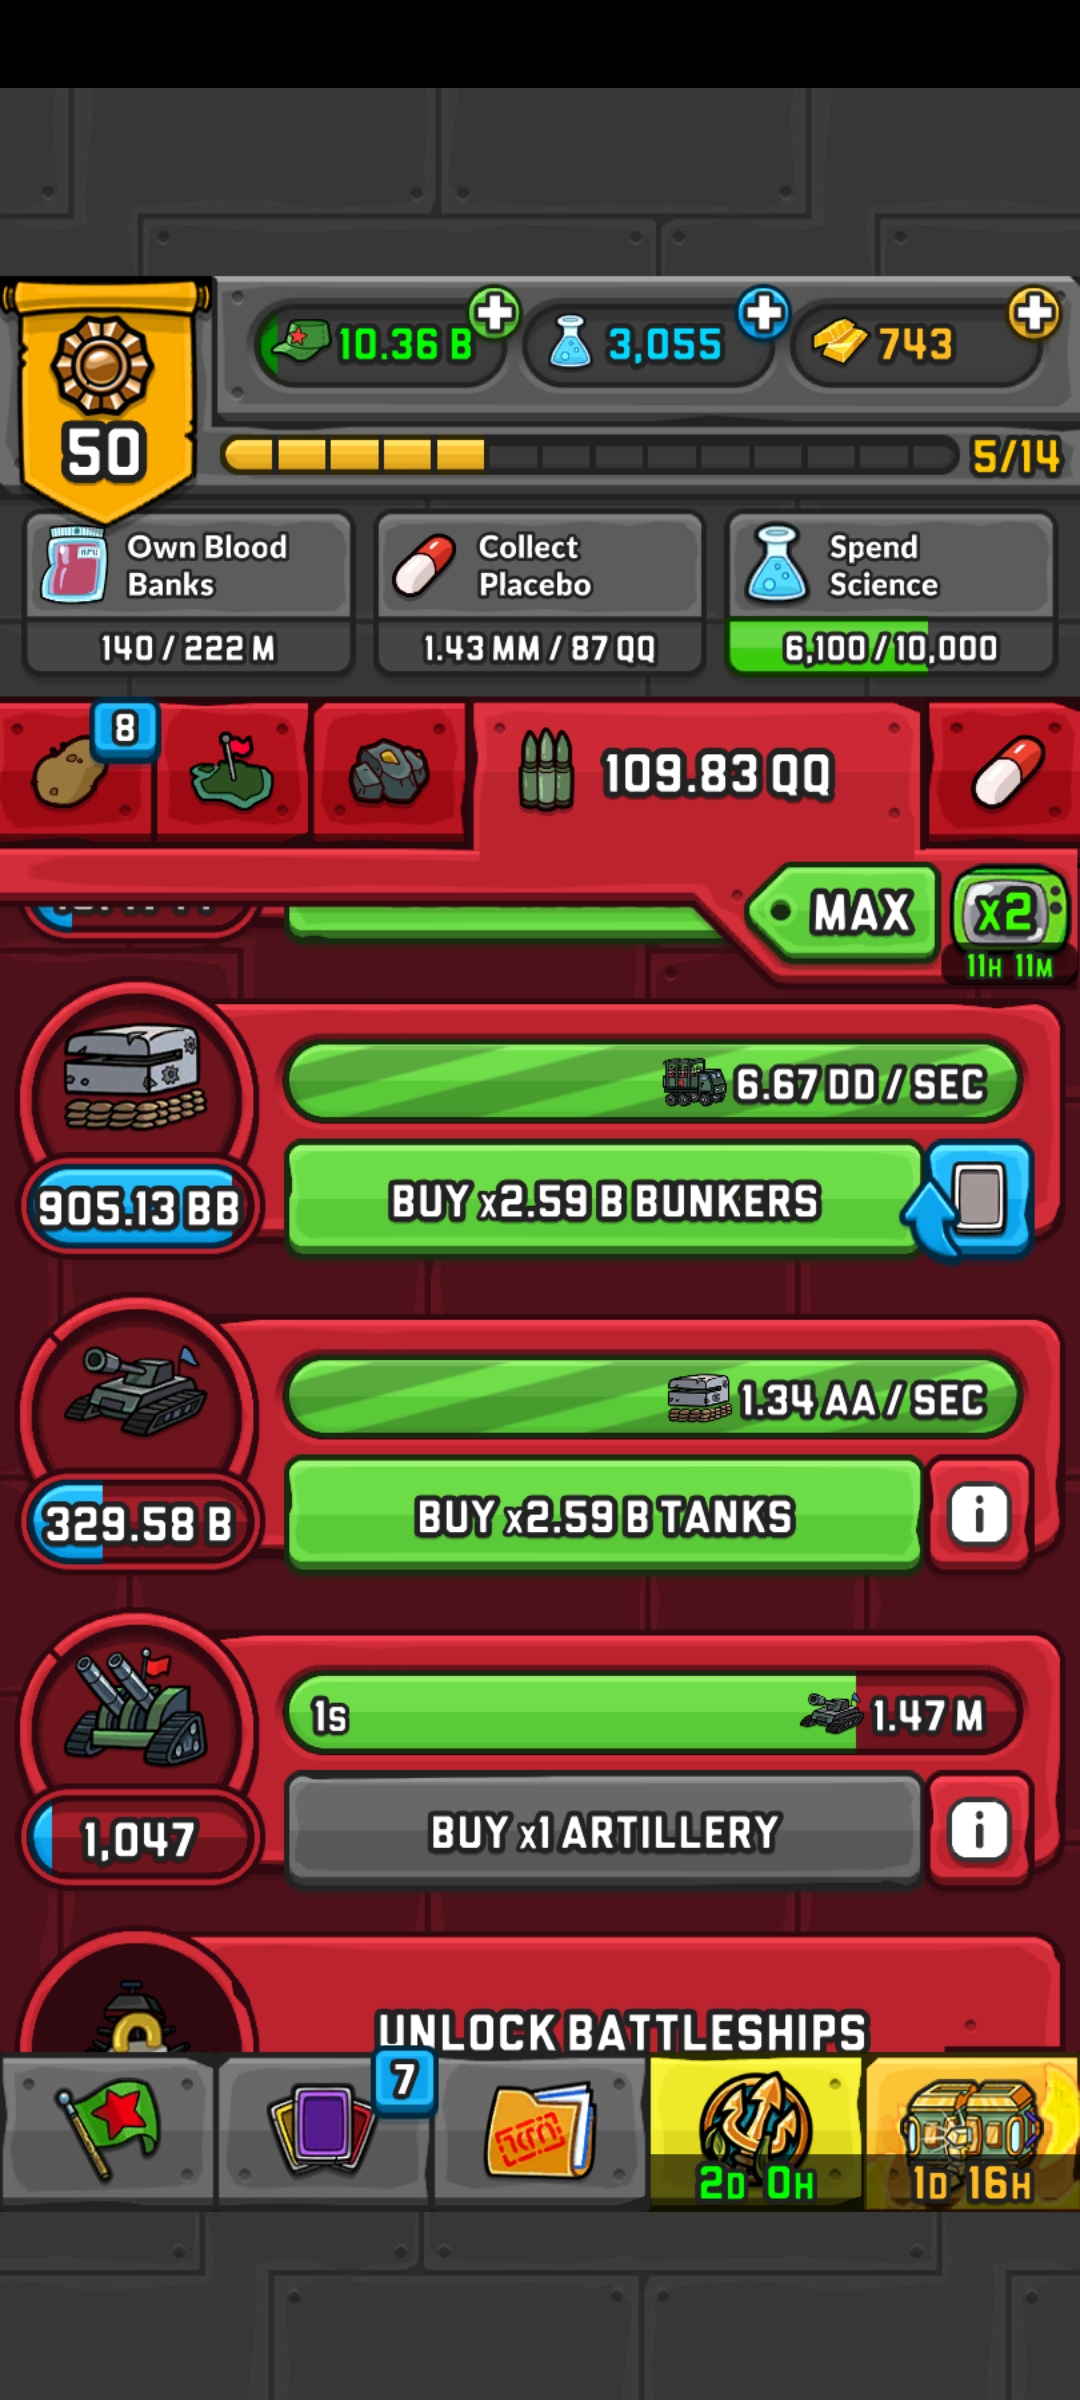 10.36 B
3,055
743
50
5/14
Own Blood
Banks
140 / 222 M
Collect
Placebo
1.43 MM / 87 QQ
Spend
Science
6,100 / 10,000
8
109.83 QQ
MAX
x2
11H 11M
6.67 DD / SEC
905.13 BB
BUY x2.59 B BUNKERS
1.34 AA / SEC
329.58 B
BUY x2.59 B TANKS
i
1s
1.47 M
1,047
BUY x1 ARTILLERY
i
UNLOCK BATTLESHIPS
7
2D 0H
1D 16H